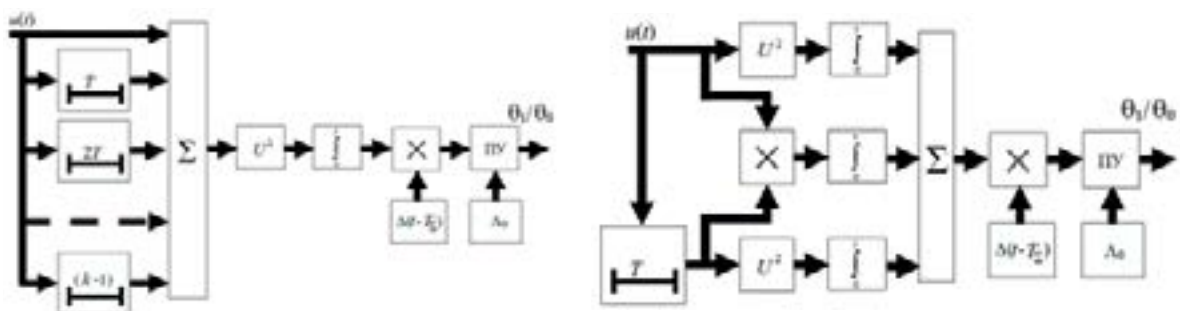 u(t)
T
2T
(k-1)
Σ
U²
∫
×
ПУ
θ₁/θ₀
Λ₀
u(t)
T
U²
×
U²
∫
∫
∫
Σ
×
ПУ
θ₁/θ₀
Λ₀